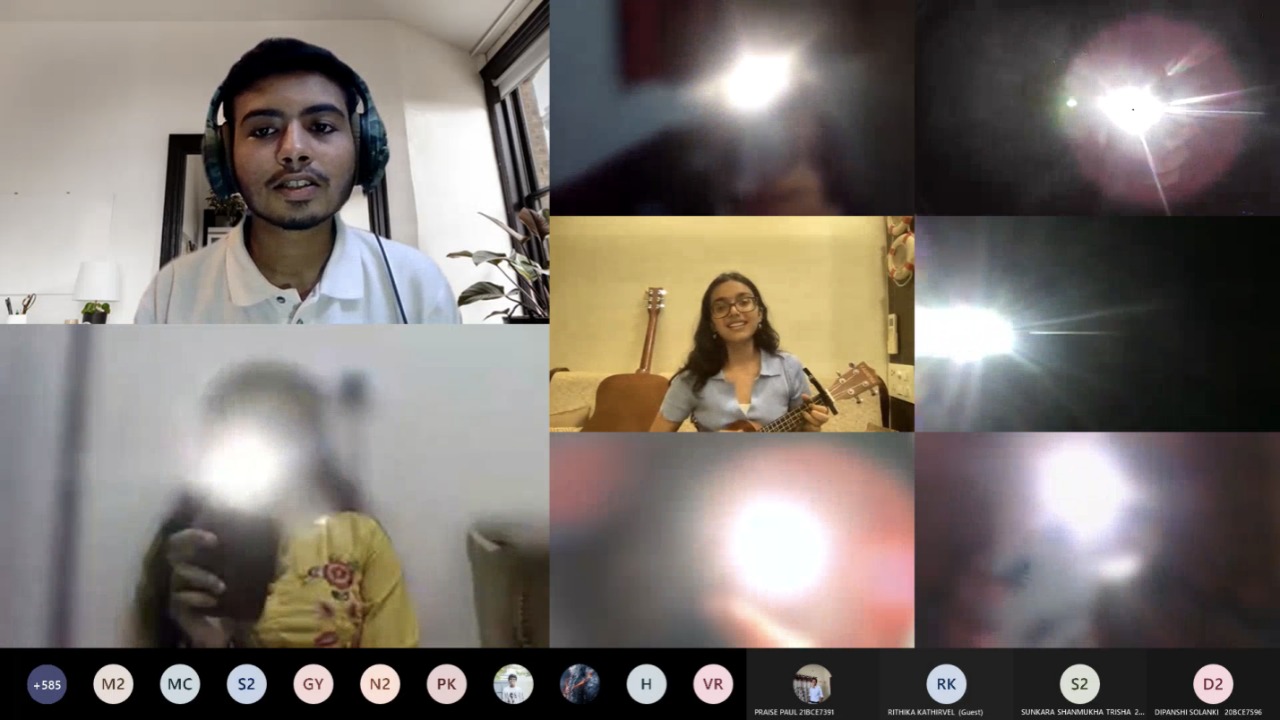 +585
M2
MC
S2
GY
N2
PK
H
VR
RK
S2
D2
PRAISE PAUL 21BCE7391
RITHIKA KATHIRVEL (Guest)
SUNKARA SHANMUKHA TRISHA 2...
DIPANSHI SOLANKI 20BCE7596